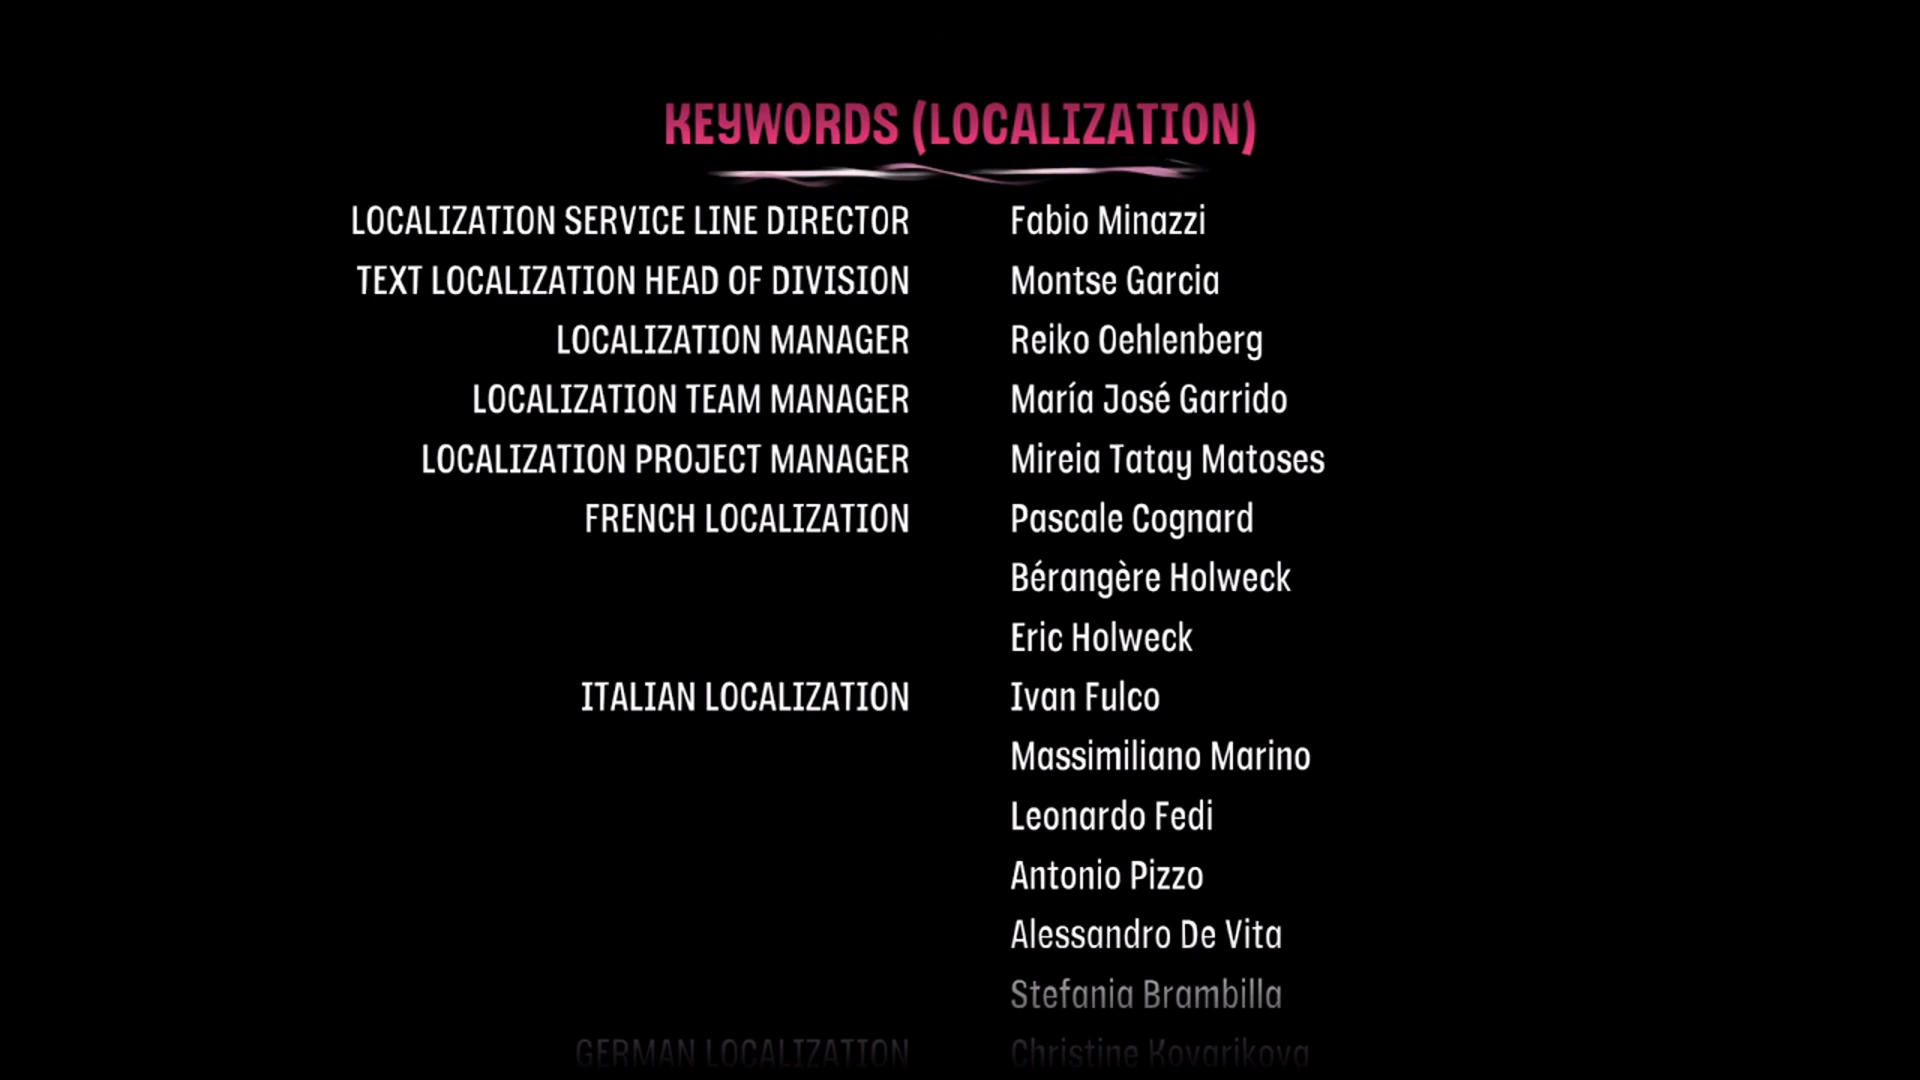 KEYWORDS (LOCALIZATION)
LOCALIZATION SERVICE LINE DIRECTOR Fabio Minazzi
TEXT LOCALIZATION HEAD OF DIVISION Montse Garcia
LOCALIZATION MANAGER Reiko Oehlenberg
LOCALIZATION TEAM MANAGER María José Garrido
LOCALIZATION PROJECT MANAGER Mireia Tatay Matoses
FRENCH LOCALIZATION Pascale Cognard
Bérangère Holweck
Eric Holweck
ITALIAN LOCALIZATION Ivan Fulco
Massimiliano Marino
Leonardo Fedi
Antonio Pizzo
Alessandro De Vita
Stefania Brambilla
GERMAN LOCALIZATION Christine Kovarikova